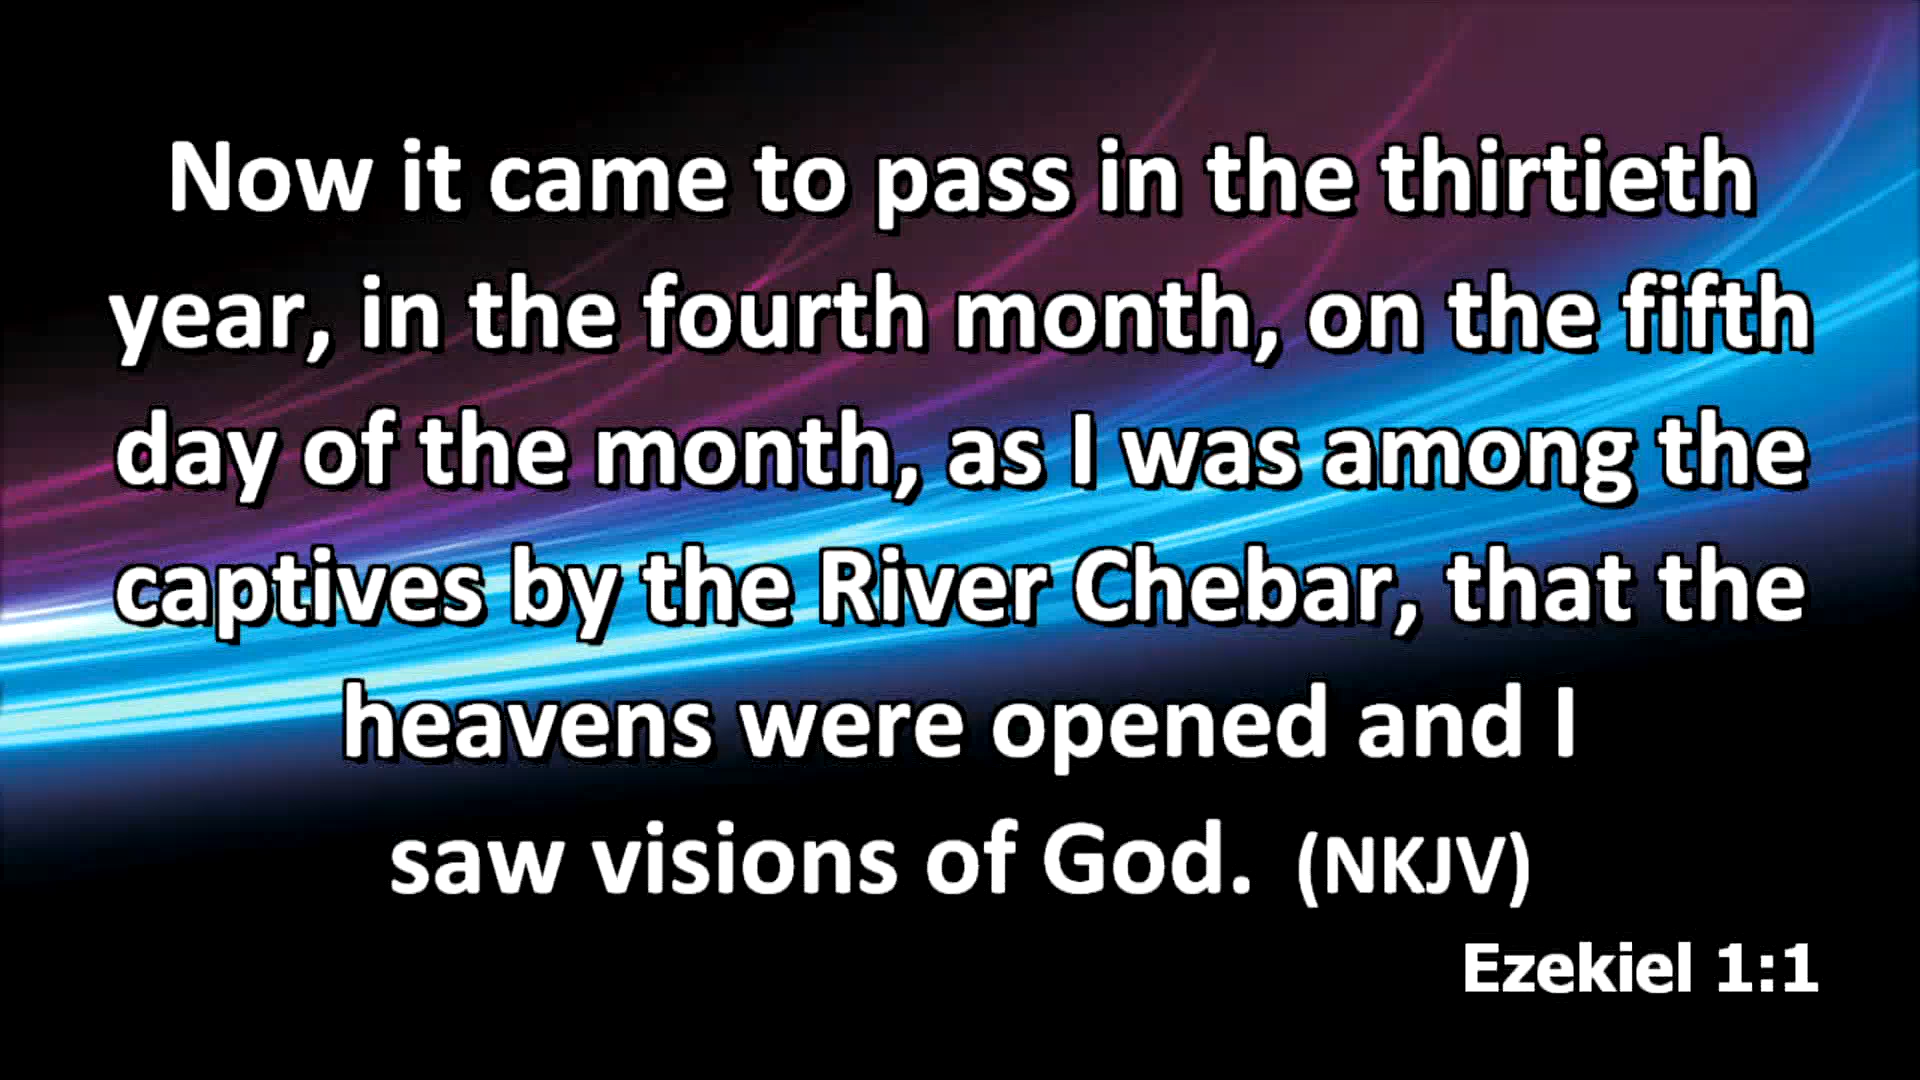 Now it came to pass in the thirtieth
year, in the fourth month, on the fifth
day of the month, as I was among the
captives by the River Chebar, that the
heavens were opened and I
saw visions of God. (NKJV)
Ezekiel 1:1